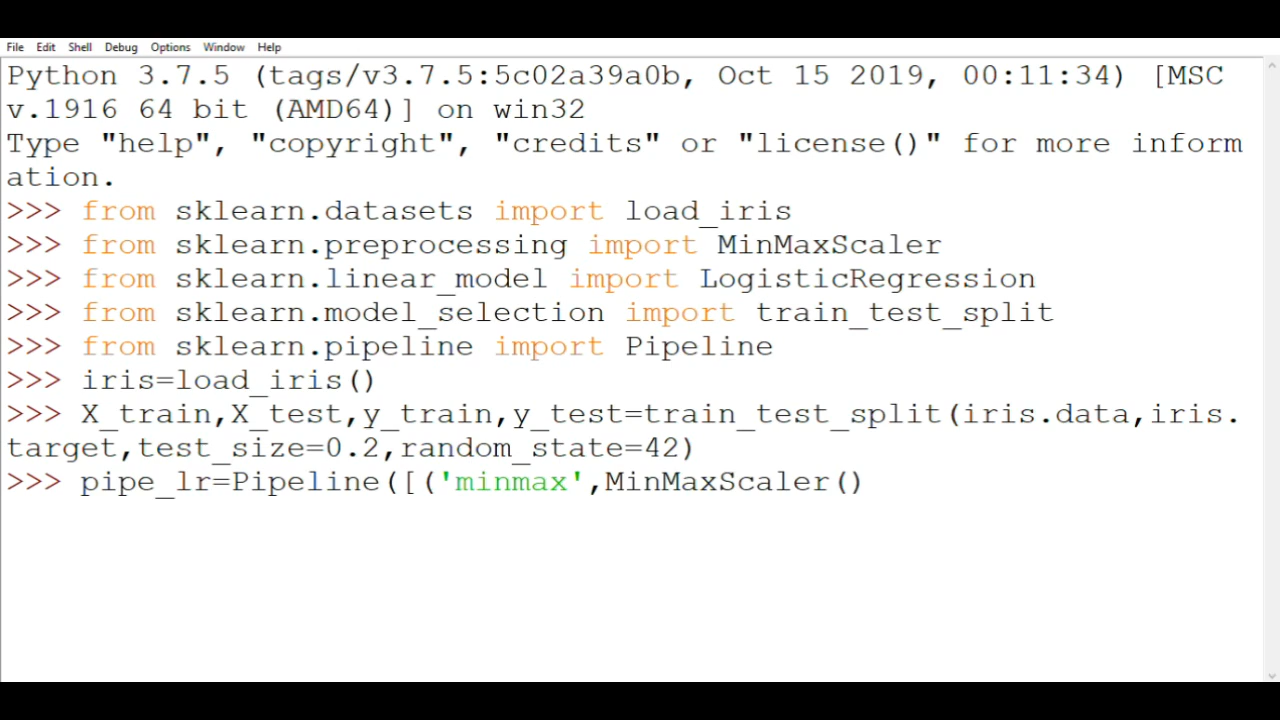 File Edit Shell Debug Options Window Help
Python 3.7.5 (tags/v3.7.5:5c02a39a0b, Oct 15 2019, 00:11:34) [MSC
v.1916 64 bit (AMD64)] on win32
Type "help", "copyright", "credits" or "license()" for more inform
ation.
>>> from sklearn.datasets import load_iris
>>> from sklearn.preprocessing import MinMaxScaler
>>> from sklearn.linear_model import LogisticRegression
>>> from sklearn.model_selection import train_test_split
>>> from sklearn.pipeline import Pipeline
>>> iris=load_iris()
>>> X_train,X_test,y_train,y_test=train_test_split(iris.data,iris.
target,test_size=0.2,random_state=42)
>>> pipe_lr=Pipeline([('minmax',MinMaxScaler()